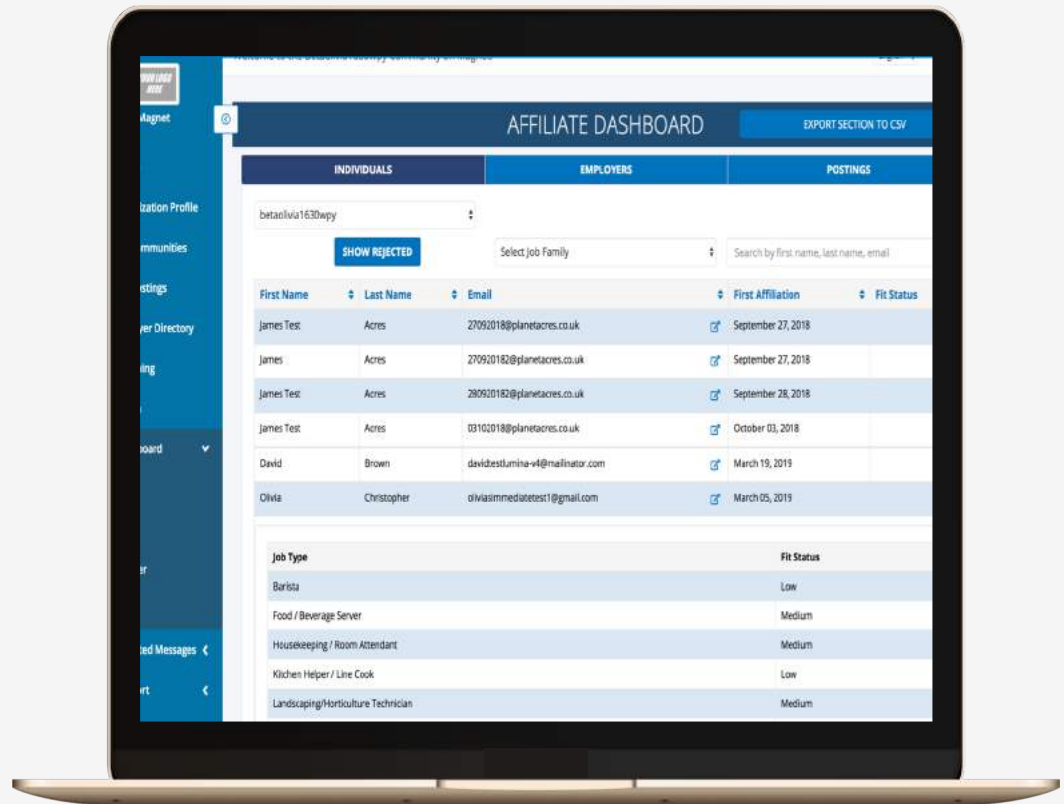 YOUR LOGO
HERE
Magnet
AFFILIATE DASHBOARD
EXPORT SECTION TO CSV
INDIVIDUALS EMPLOYERS POSTINGS
ization Profile
betaolivia1630wpy
mmunities
SHOW REJECTED Select Job Family Search by first name, last name, email
stings
First Name Last Name Email First Affiliation Fit Status
yer Directory
James Test Acres 27092018@planetacres.co.uk September 27, 2018
James Acres 270920182@planetacres.co.uk September 27, 2018
ning
James Test Acres 280920182@planetacres.co.uk September 28, 2018
James Test Acres 03102018@planetacres.co.uk October 03, 2018
board
David Brown davidtestlumina-v4@mailinator.com March 19, 2019
Olivia Christopher oliviasimmediatetest1@gmail.com March 05, 2019
Job Type Fit Status
er
Barista Low
Food / Beverage Server Medium
Housekeeping / Room Attendant Medium
ted Messages
Kitchen Helper / Line Cook Low
rt
Landscaping/Horticulture Technician Medium